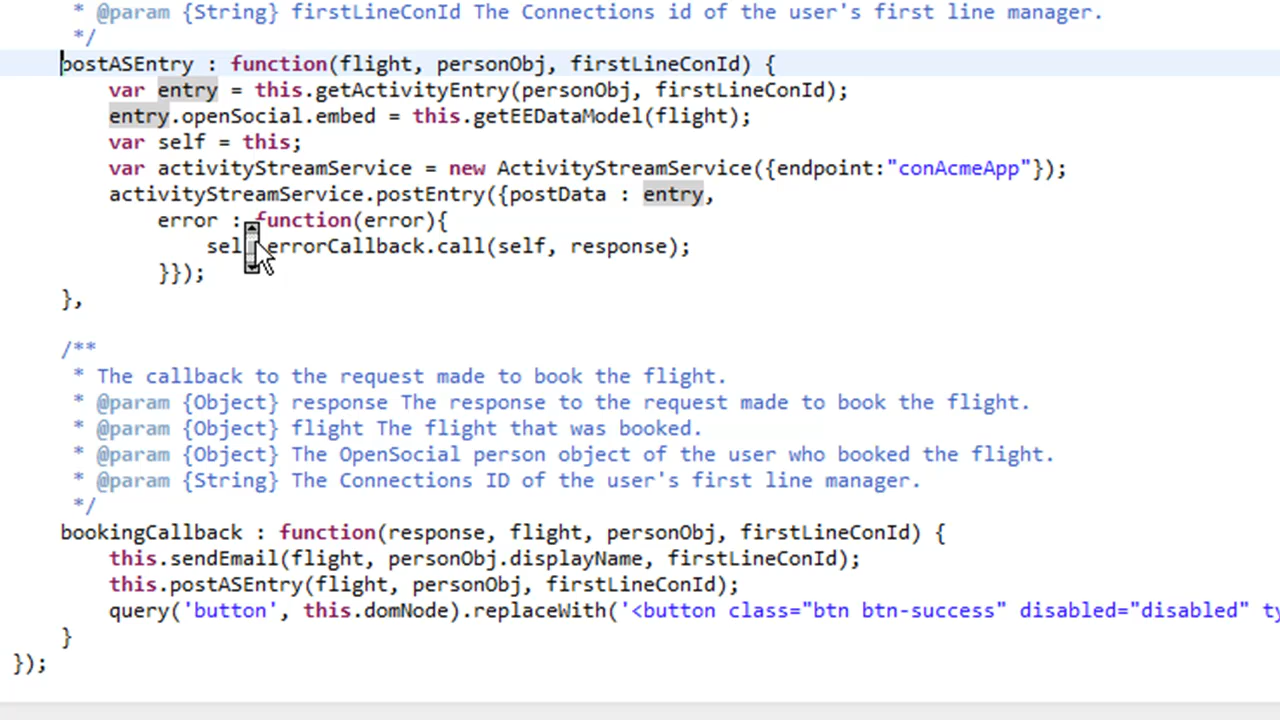 * @param {String} firstLineConId The Connections id of the user's first line manager.
*/
postASEntry : function(flight, personObj, firstLineConId) {
var entry = this.getActivityEntry(personObj, firstLineConId);
entry.openSocial.embed = this.getEEDataModel(flight);
var self = this;
var activityStreamService = new ActivityStreamService({endpoint:"conAcmeApp"});
activityStreamService.postEntry({postData : entry,
error : function(error){
self.errorCallback.call(self, response);
}});
},
/**
* The callback to the request made to book the flight.
* @param {Object} response The response to the request made to book the flight.
* @param {Object} flight The flight that was booked.
* @param {Object} The OpenSocial person object of the user who booked the flight.
* @param {String} The Connections ID of the user's first line manager.
*/
bookingCallback : function(response, flight, personObj, firstLineConId) {
this.sendEmail(flight, personObj.displayName, firstLineConId);
this.postASEntry(flight, personObj, firstLineConId);
query('button', this.domNode).replaceWith('<button class="btn btn-success" disabled="disabled" ty
}
});